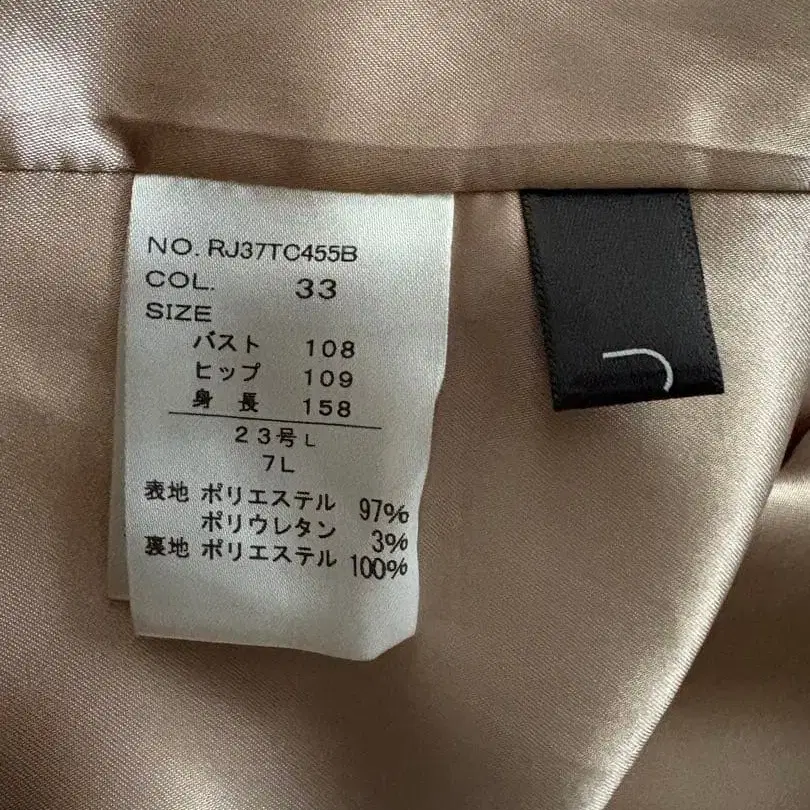 NO. RJ37TC455B
COL. 33
SIZE
バスト 108
ヒップ 109
身長 158
23号L
7L
表地 ポリエステル 97%
ポリウレタン 3%
裏地 ポリエステル 100%